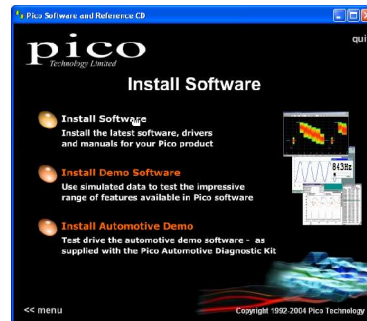 Pico Software and Reference CD
quit
pico
Technology Limited
Install Software
Install Software
Install the latest software, drivers
and manuals for your Pico product
843Hz
Install Demo Software
Use simulated data to test the impressive
range of features available in Pico software
Install Automotive Demo
Test drive the automotive demo software - as
supplied with the Pico Automotive Diagnostic Kit
<< menu
Copyright 1992-2004 Pico Technology